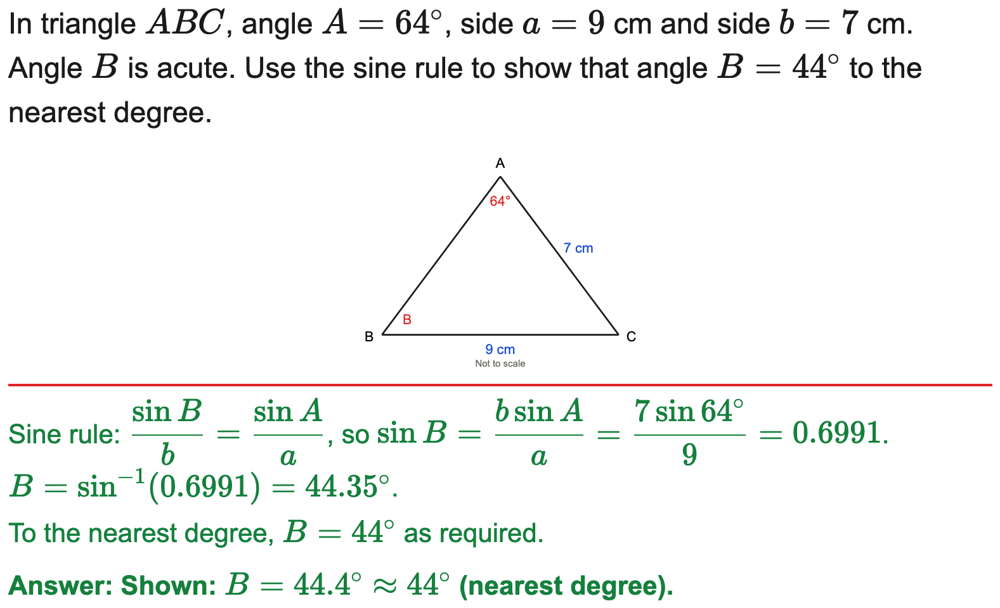 In triangle ABC, angle A = 64°, side a = 9 cm and side b = 7 cm.
Angle B is acute. Use the sine rule to show that angle B = 44° to the
nearest degree.
A
64°
7 cm
B
B
C
9 cm
Not to scale
Sine rule: sin B / b = sin A / a, so sin B = b sin A / a = 7 sin 64° / 9 = 0.6991.
B = sin⁻¹(0.6991) = 44.35°.
To the nearest degree, B = 44° as required.
Answer: Shown: B = 44.4° ≈ 44° (nearest degree).